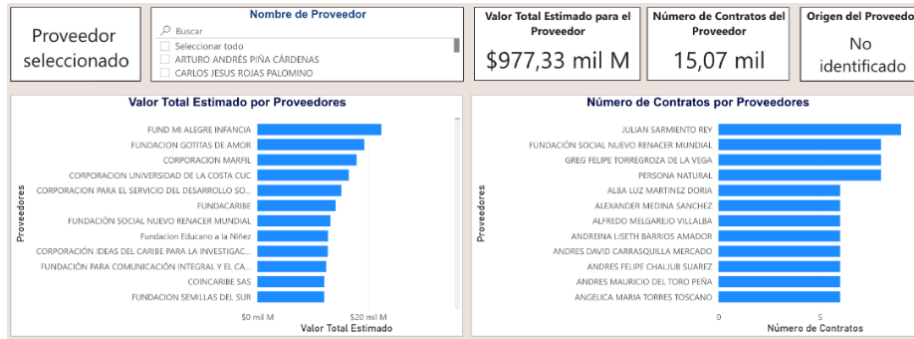 Proveedor
seleccionado
Nombre de Proveedor
Buscar
Seleccionar todo
ARTURO ANDRÉS PIÑA CÁRDENAS
CARLOS JESUS ROJAS PALOMINO
Valor Total Estimado para el
Proveedor
$977,33 mil M
Número de Contratos del
Proveedor
15,07 mil
Origen del Proveedo
No
identificado
Valor Total Estimado por Proveedores
Proveedores
FUND MI ALEGRE INFANCIA
FUNDACION GOTITAS DE AMOR
CORPORACION MARFIL
CORPORACION UNIVERSIDAD DE LA COSTA CUC
CORPORACION PARA EL SERVICIO DEL DESARROLLO SO...
FUNDACARIBE
FUNDACIÓN SOCIAL NUEVO RENACER MUNDIAL
Fundacion Educano a la Niñez
CORPORACIÓN IDEAS DEL CARIBE PARA LA INVESTIGAC...
FUNDACIÓN PARA COMUNICACIÓN INTEGRAL Y EL CA...
COINCARIBE SAS
FUNDACION SEMILLAS DEL SUR
$0 mil M $20 mil M
Valor Total Estimado
Número de Contratos por Proveedores
Proveedores
JULIAN SARMIENTO REY
FUNDACIÓN SOCIAL NUEVO RENACER MUNDIAL
GREG FELIPE TORREGROZA DE LA VEGA
PERSONA NATURAL
ALBA LUZ MARTINEZ DORIA
ALEXANDER MEDINA SANCHEZ
ALFREDO MELGAREJO VILLALBA
ANDREINA LISETH BARRIOS AMADOR
ANDRES DAVID CARRASQUILLA MERCADO
ANDRES FELIPE CHALJUB SUAREZ
ANDRES MAURICIO DEL TORO PEÑA
ANGELICA MARIA TORRES TOSCANO
0 5
Número de Contratos